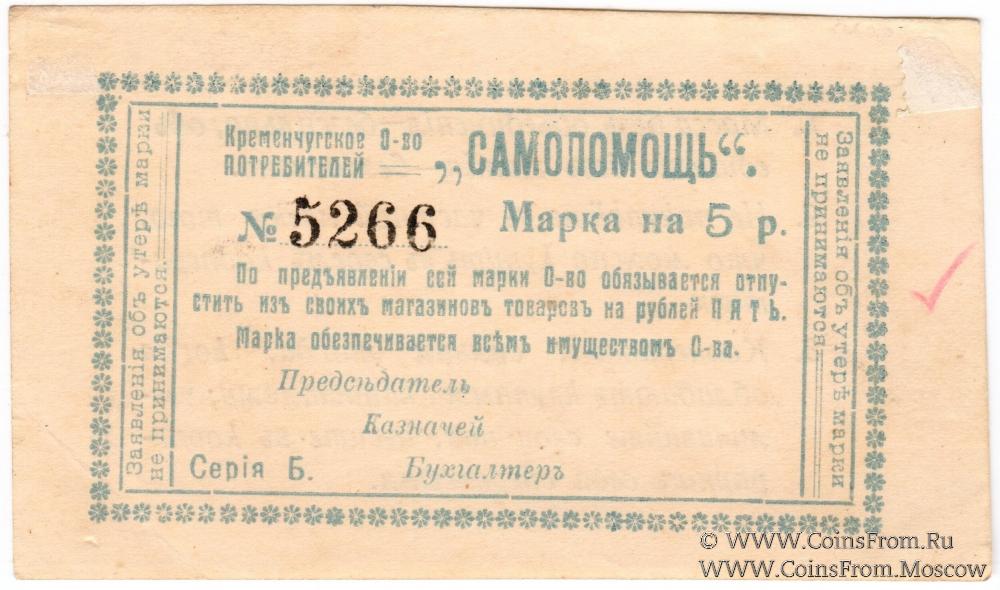 Кременчугское О-во
ПОТРЕБИТЕЛЕЙ
„САМОПОМОЩЬ“.
№ 5266
Марка на 5 р.
По предъявленіи сей марки О-во обязывается отпу-
стить изъ своихъ магазиновъ товаровъ на рублей ПЯТЬ.
Марка обезпечивается всѣмъ имуществомъ О-ва.
Предсѣдатель
Казначей
Серія Б.
Бухгалтеръ
Заявленія объ утерѣ марки
не принимаются.
Заявленія объ утерѣ марки
не принимаются
© WWW.CoinsFrom.Ru
WWW.CoinsFrom.Moscow